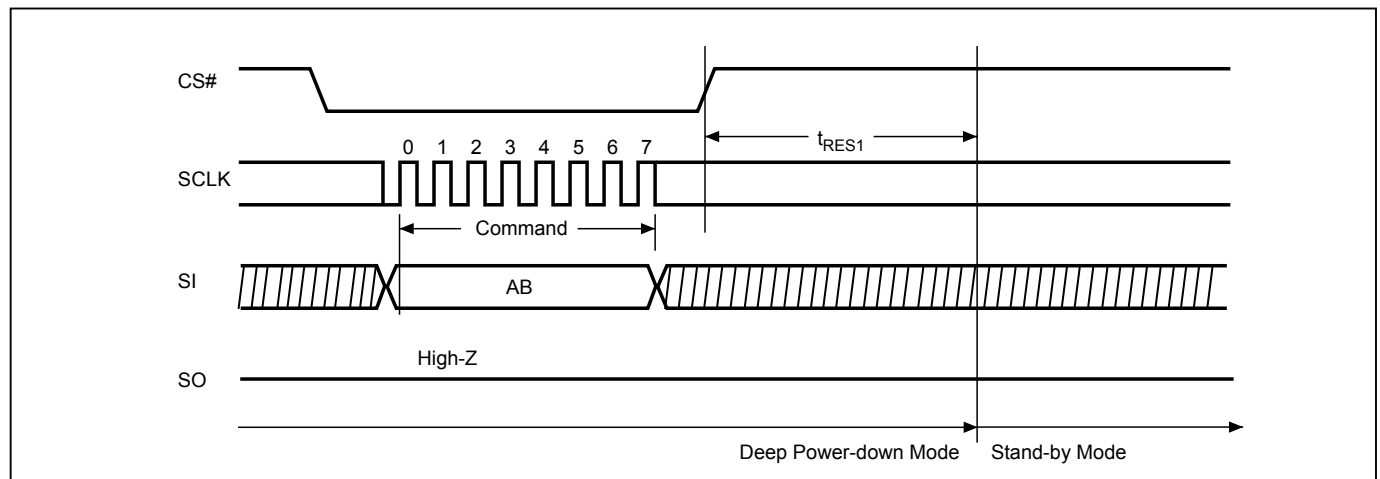 CS#
tRES1
0 1 2 3 4 5 6 7
SCLK
Command
SI
AB
High-Z
SO
Deep Power-down Mode Stand-by Mode